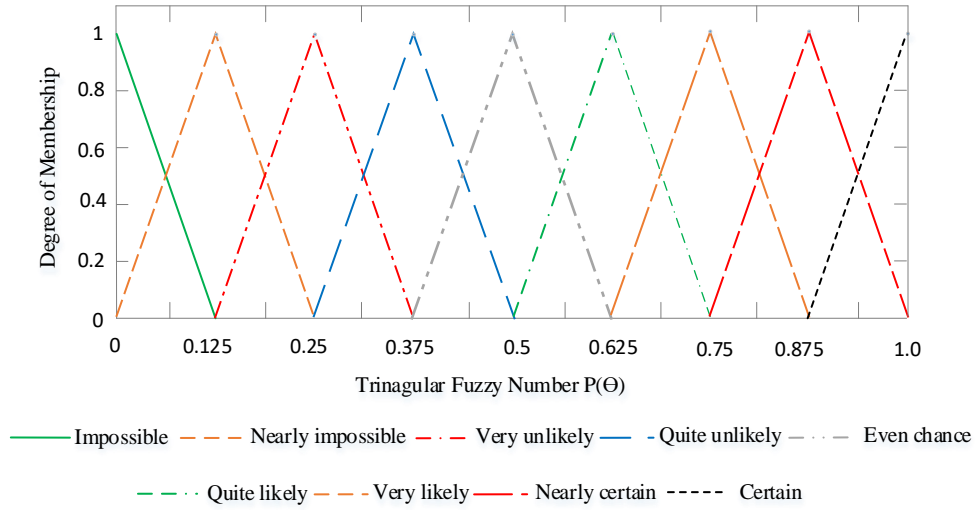 Degree of Membership
1
0.8
0.6
0.4
0.2
0
0 0.125 0.25 0.375 0.5 0.625 0.75 0.875 1.0
Trinagular Fuzzy Number P(Ɵ)
Impossible Nearly impossible Very unlikely Quite unlikely Even chance
Quite likely Very likely Nearly certain Certain